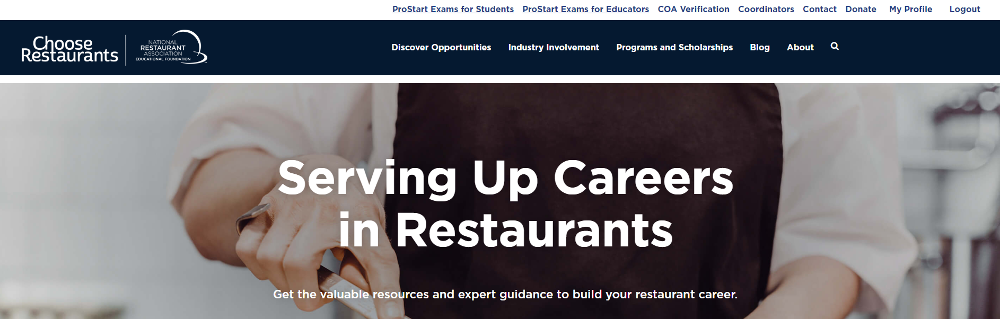 ProStart Exams for Students ProStart Exams for Educators COA Verification Coordinators Contact Donate My Profile Logout
Choose
Restaurants
NATIONAL
RESTAURANT
ASSOCIATION
EDUCATIONAL FOUNDATION
Discover Opportunities Industry Involvement Programs and Scholarships Blog About
Serving Up Careers
in Restaurants
Get the valuable resources and expert guidance to build your restaurant career.